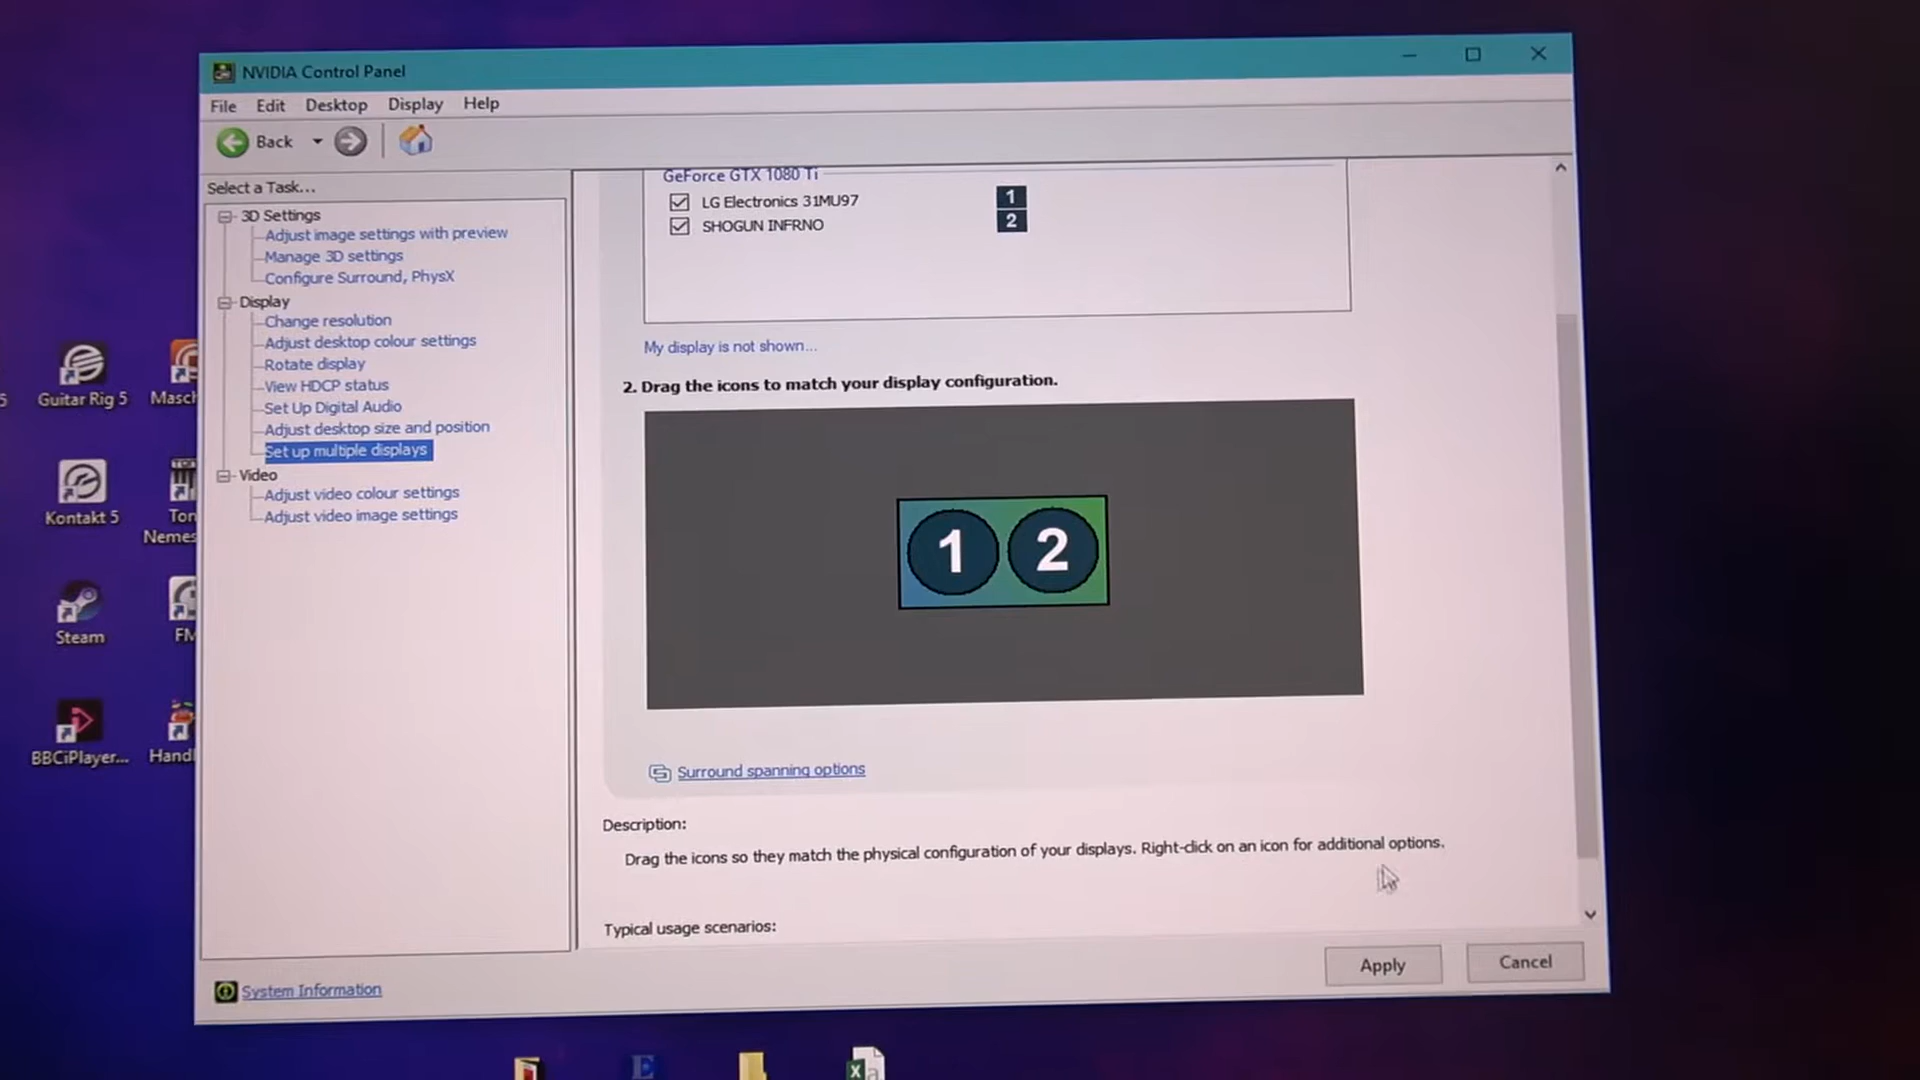 NVIDIA Control Panel
File Edit Desktop Display Help
Back
Select a Task...
3D Settings
Adjust image settings with preview
Manage 3D settings
Configure Surround, PhysX
Display
Change resolution
Adjust desktop colour settings
Rotate display
View HDCP status
Set Up Digital Audio
Adjust desktop size and position
Set up multiple displays
Video
Adjust video colour settings
Adjust video image settings
System Information
GeForce GTX 1080 Ti
LG Electronics 31MU97 1
SHOGUN INFRNO 2
My display is not shown...
2. Drag the icons to match your display configuration.
1 2
Surround spanning options
Description:
Drag the icons so they match the physical configuration of your displays. Right-click on an icon for additional options.
Typical usage scenarios:
Apply Cancel
5 Guitar Rig 5 Masch
Kontakt 5 Ton
Nemes
Steam FM
BBCiPlayer... Handl